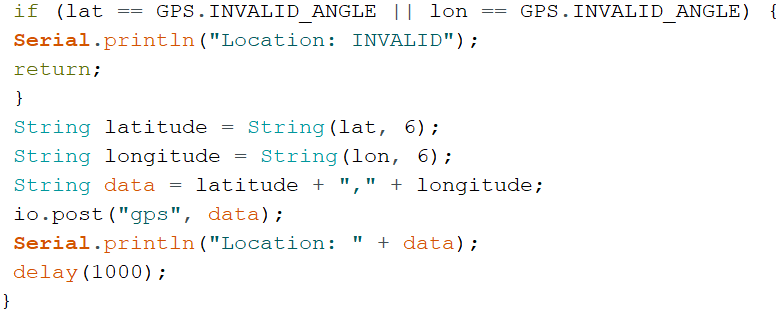 if (lat == GPS.INVALID_ANGLE || lon == GPS.INVALID_ANGLE) {
Serial.println("Location: INVALID");
return;
}
String latitude = String(lat, 6);
String longitude = String(lon, 6);
String data = latitude + "," + longitude;
io.post("gps", data);
Serial.println("Location: " + data);
delay(1000);
}